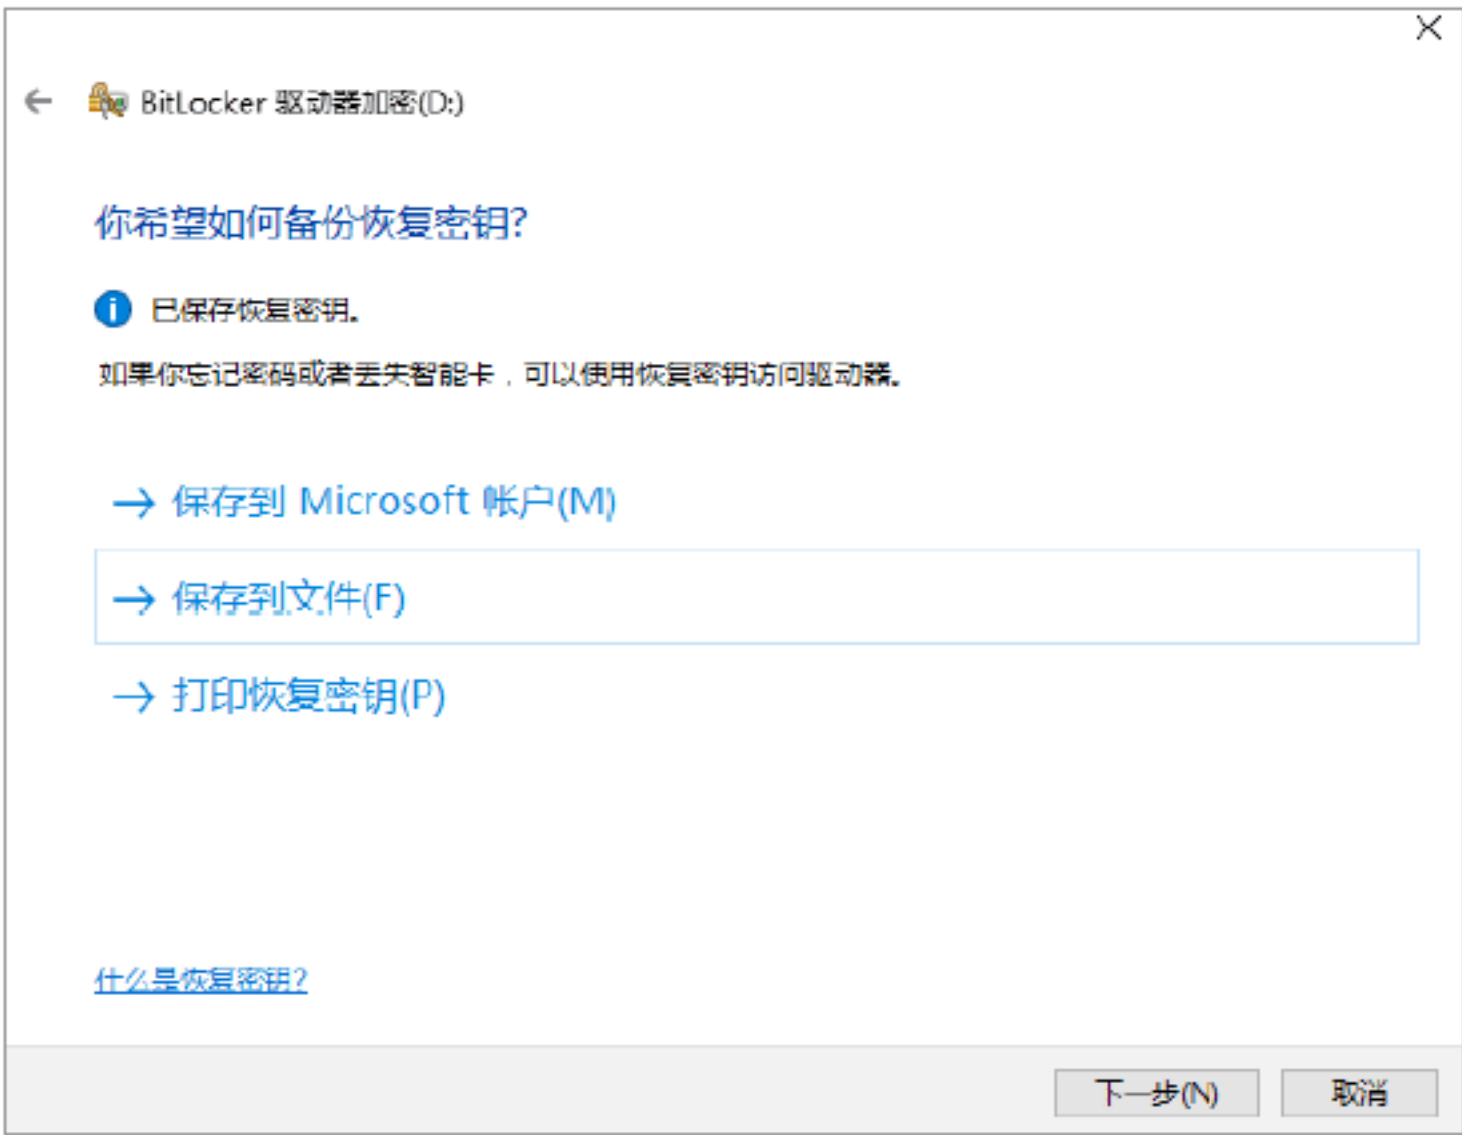 BitLocker 驱动器加密(D:)
你希望如何备份恢复密钥?
已保存恢复密钥。
如果你忘记密码或者丢失智能卡，可以使用恢复密钥访问驱动器。
保存到 Microsoft 帐户(M)
保存到文件(F)
打印恢复密钥(P)
什么是恢复密钥?
下一步(N)
取消